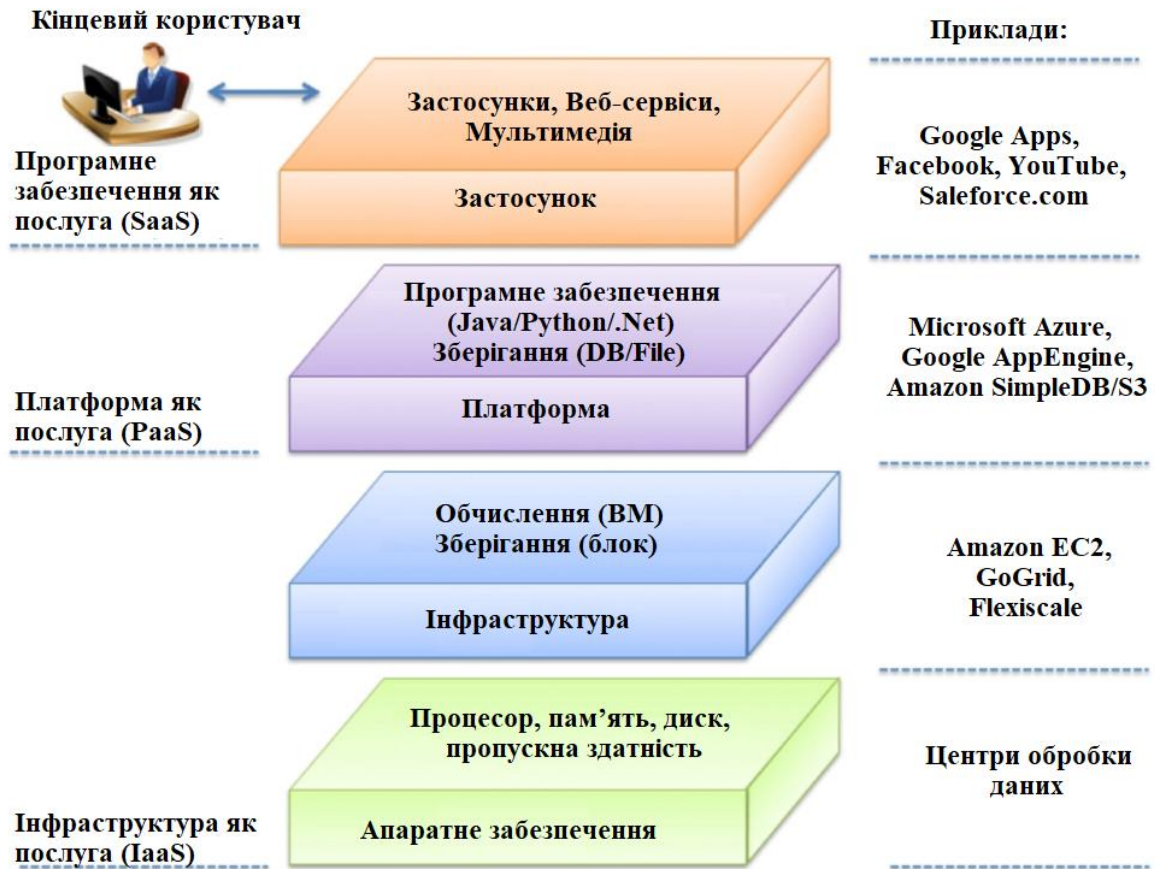 Кінцевий користувач
Приклади:
Застосунки, Веб-сервіси,
Мультимедія
Застосунок
Програмне
забезпечення як
послуга (SaaS)
Google Apps,
Facebook, YouTube,
Saleforce.com
Програмне забезпечення
(Java/Python/.Net)
Зберігання (DB/File)
Платформа
Платформа як
послуга (PaaS)
Microsoft Azure,
Google AppEngine,
Amazon SimpleDB/S3
Обчислення (ВМ)
Зберігання (блок)
Інфраструктура
Amazon EC2,
GoGrid,
Flexiscale
Процесор, пам’ять, диск,
пропускна здатність
Апаратне забезпечення
Інфраструктура як
послуга (IaaS)
Центри обробки
даних